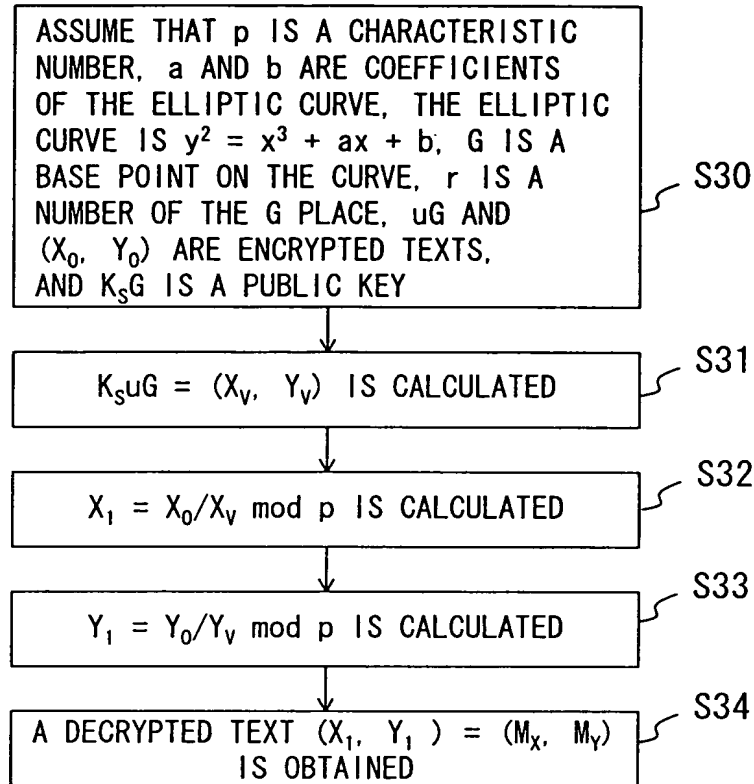 ASSUME THAT p IS A CHARACTERISTIC
NUMBER, a AND b ARE COEFFICIENTS
OF THE ELLIPTIC CURVE, THE ELLIPTIC
CURVE IS y² = x³ + ax + b, G IS A
BASE POINT ON THE CURVE, r IS A
NUMBER OF THE G PLACE, uG AND
(X₀, Y₀) ARE ENCRYPTED TEXTS,
AND KₛG IS A PUBLIC KEY
S30
KₛuG = (Xᵥ, Yᵥ) IS CALCULATED
S31
X₁ = X₀/Xᵥ mod p IS CALCULATED
S32
Y₁ = Y₀/Yᵥ mod p IS CALCULATED
S33
A DECRYPTED TEXT (X₁, Y₁ ) = (Mₓ, Mᵧ)
IS OBTAINED
S34